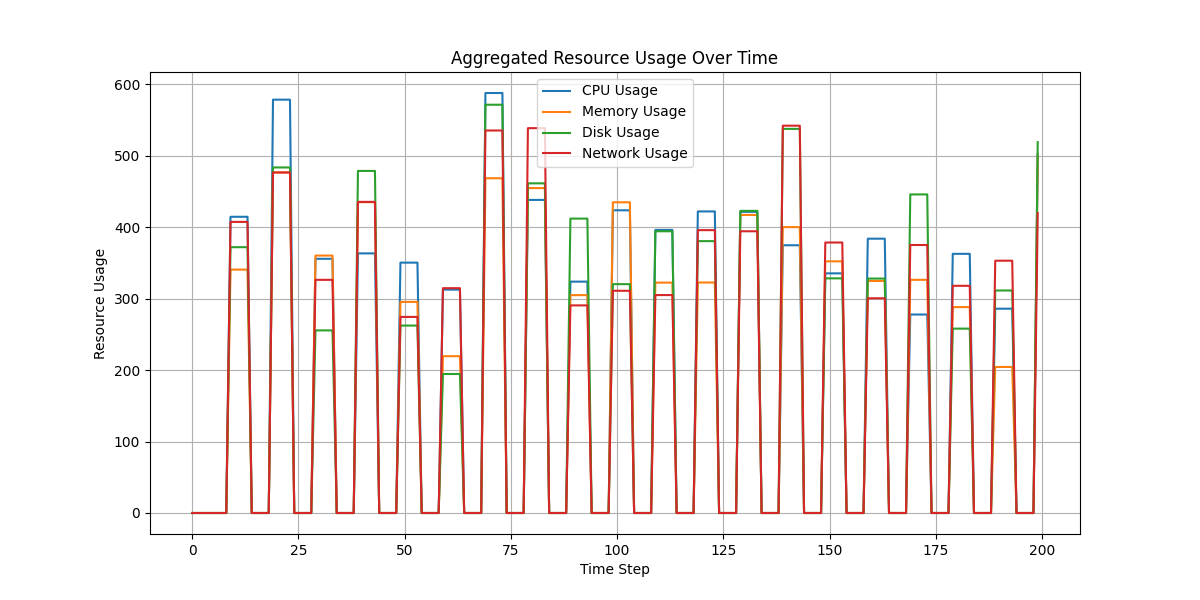 Aggregated Resource Usage Over Time
CPU Usage
Memory Usage
Disk Usage
Network Usage
Resource Usage
600
500
400
300
200
100
0
0 25 50 75 100 125 150 175 200
Time Step